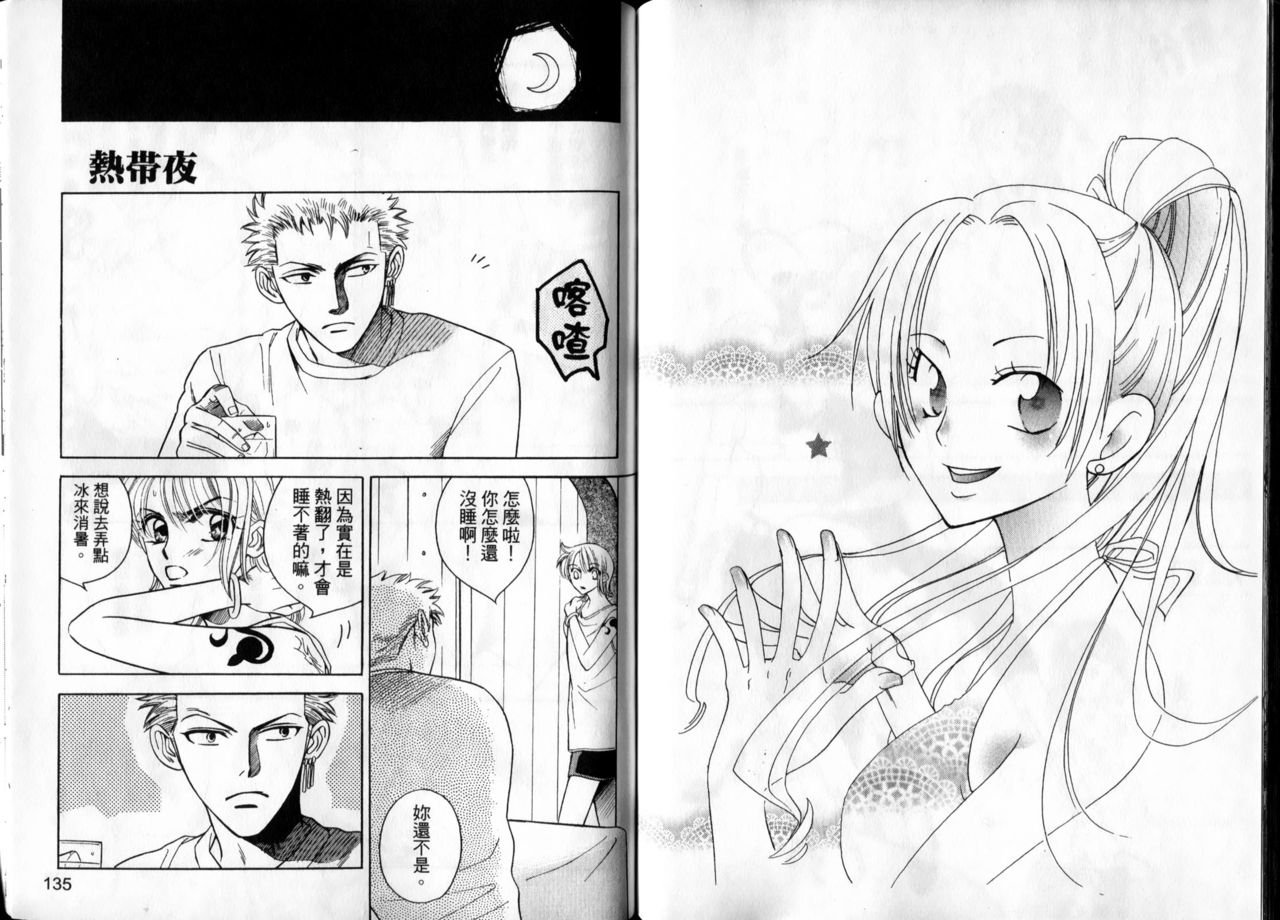 熱帶夜
喀喳
怎麼啦！
你怎麼還
沒睡啊！
妳還不是。
因為實在是
熱翻了，才會
睡不著的嘛。
想說去弄點
冰來消暑。
135